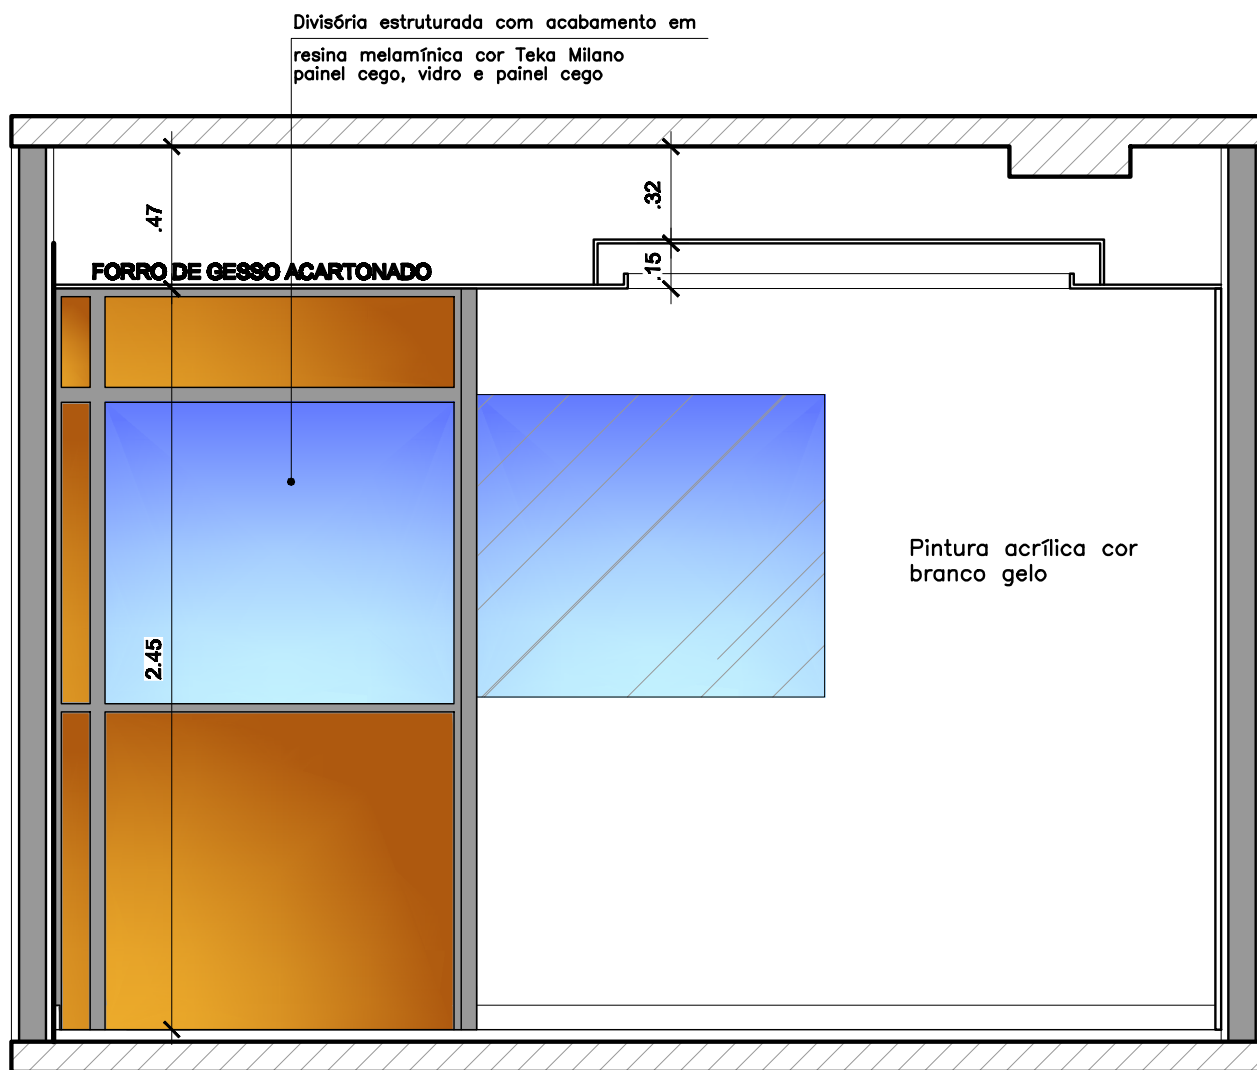 Divisória estruturada com acabamento em
resina melamínica cor Teka Milano
painel cego, vidro e painel cego
.47
.32
.15
FORRO DE GESSO ACARTONADO
Pintura acrílica cor
branco gelo
2.45